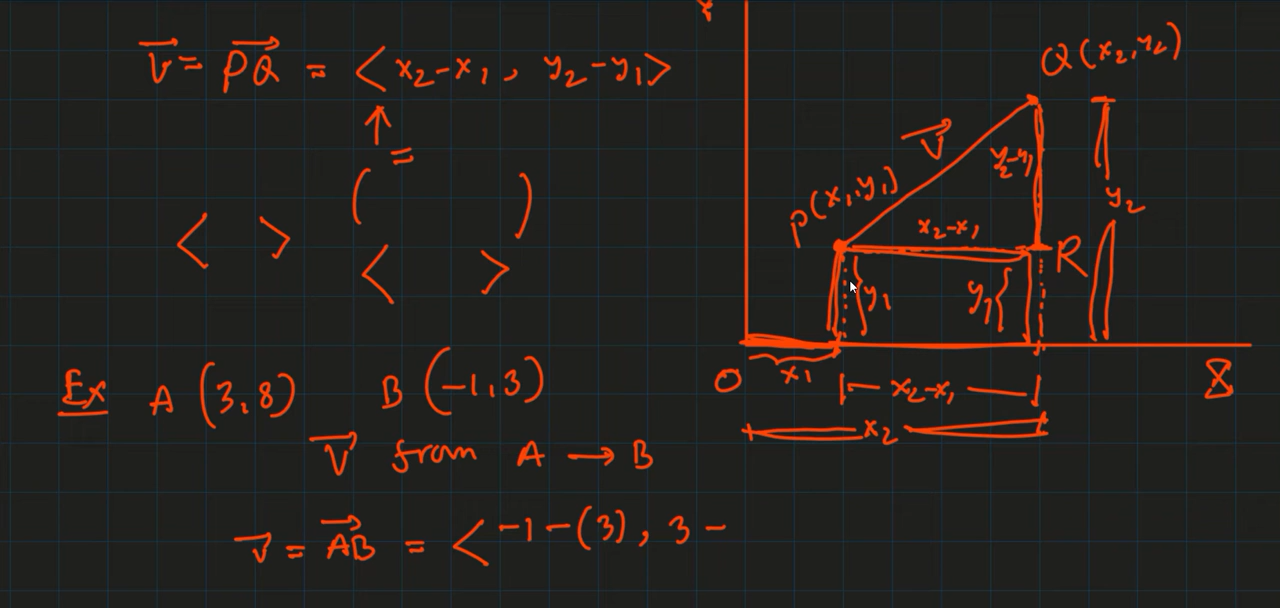 V⃗ = PQ⃗ = < x₂-x₁ , y₂-y₁ >
=
( )
< >
< >
Ex A (3,8) B (-1,3)
V⃗ from A → B
V⃗ = AB⃗ = < -1-(3), 3-
Q(x₂,y₂)
V⃗
y₂-y₁
P(x₁,y₁)
y₂
x₂-x₁
R
y₁
y₁
O
x₁
x₂-x₁
X
x₂